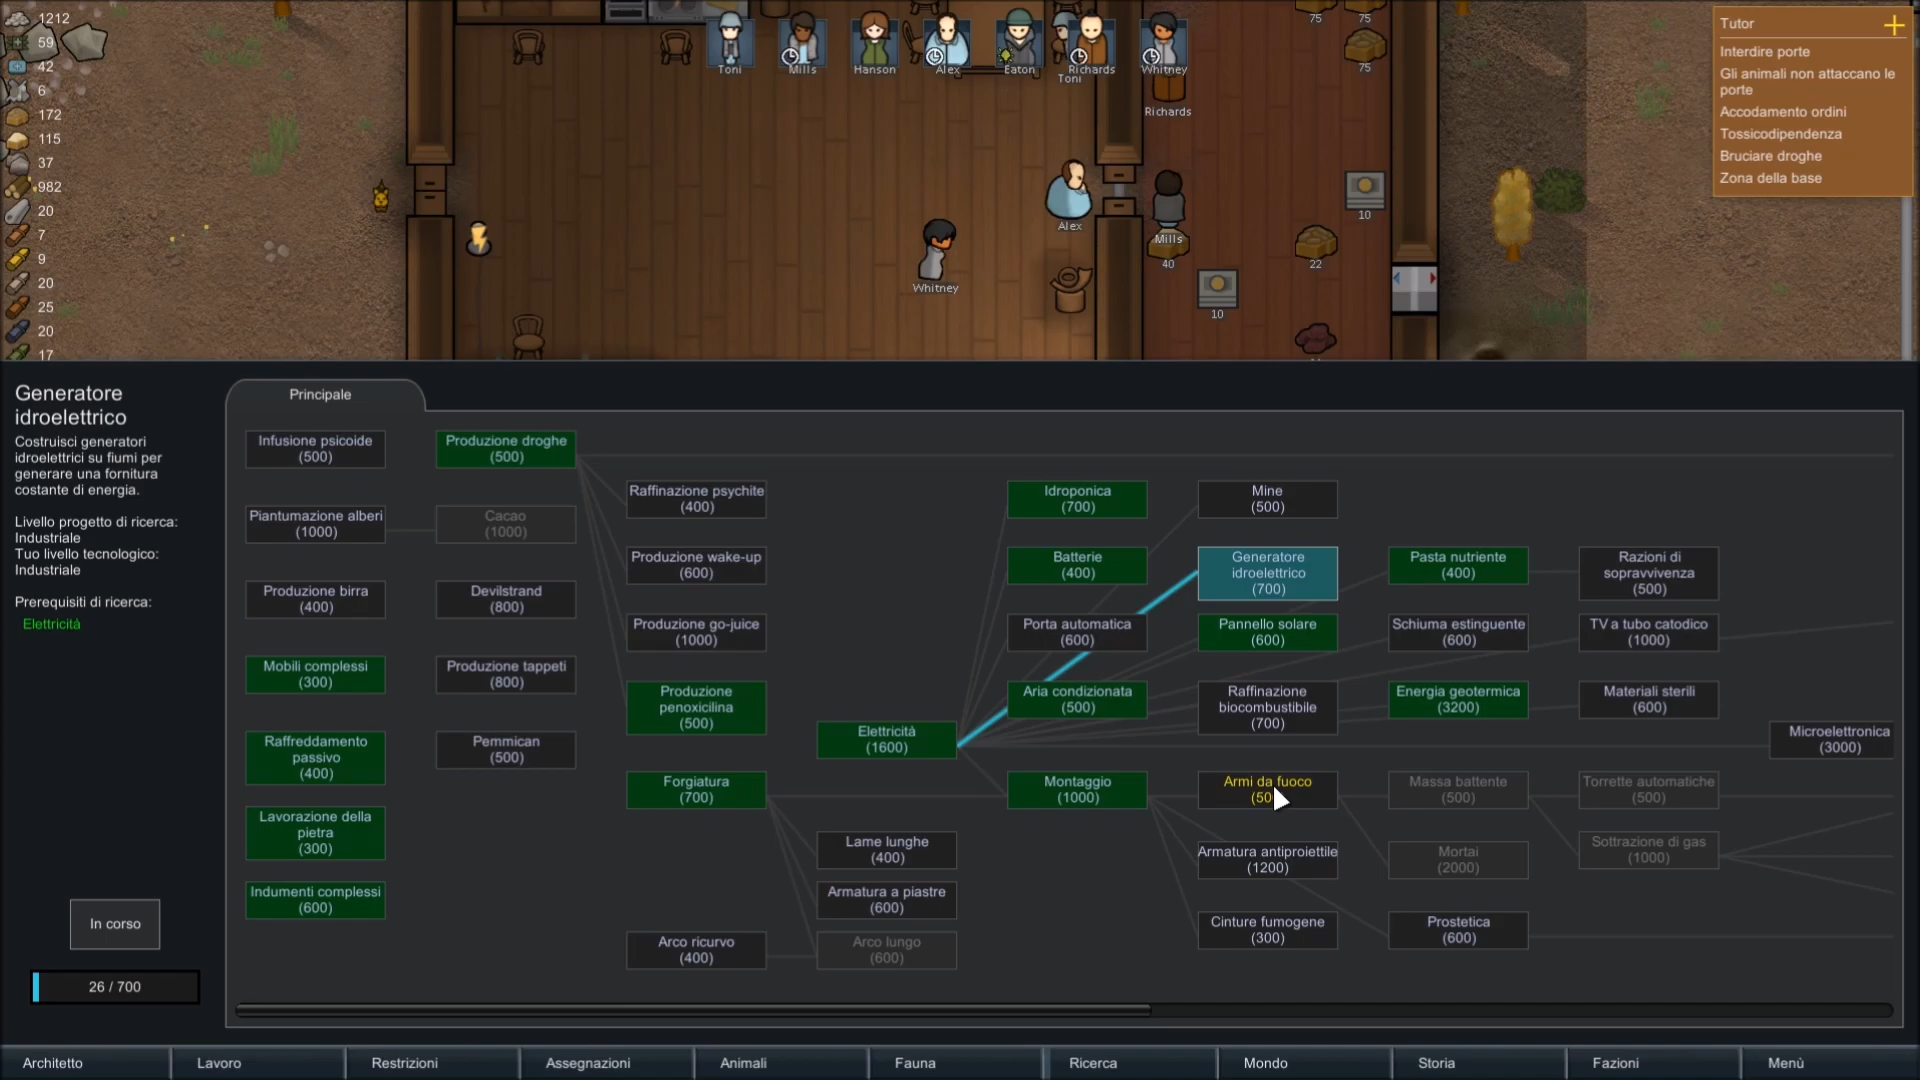 1212
59
42
6
172
115
37
982
20
7
9
20
25
20
17
Toni
Mills
Hanson
Alex
Eaton
Richards
Whitney
Toni
Richards
Alex
Mills
Whitney
75
75
75
10
40
22
10
Tutor
Interdire porte
Gli animali non attaccano le
porte
Accodamento ordini
Tossicodipendenza
Bruciare droghe
Zona della base
Generatore
idroelettrico
Costruisci generatori
idroelettrici su fiumi per
generare una fornitura
costante di energia.
Livello progetto di ricerca:
Industriale
Tuo livello tecnologico:
Industriale
Prerequisiti di ricerca:
Elettricità
In corso
26 / 700
Principale
Infusione psicoide
(500)
Produzione droghe
(500)
Raffinazione psychite
(400)
Idroponica
(700)
Mine
(500)
Piantumazione alberi
(1000)
Cacao
(1000)
Produzione wake-up
(600)
Batterie
(400)
Generatore
idroelettrico
(700)
Pasta nutriente
(400)
Razioni di
sopravvivenza
(500)
Produzione birra
(400)
Devilstrand
(800)
Produzione go-juice
(1000)
Porta automatica
(600)
Pannello solare
(600)
Schiuma estinguente
(600)
TV a tubo catodico
(1000)
Mobili complessi
(300)
Produzione tappeti
(800)
Produzione
penoxicilina
(500)
Aria condizionata
(500)
Raffinazione
biocombustibile
(700)
Energia geotermica
(3200)
Materiali sterili
(600)
Raffreddamento
passivo
(400)
Pemmican
(500)
Elettricità
(1600)
Microelettronica
(3000)
Forgiatura
(700)
Montaggio
(1000)
Armi da fuoco
(50
Massa battente
(500)
Torrette automatiche
(500)
Lavorazione della
pietra
(300)
Lame lunghe
(400)
Armatura antiproiettile
(1200)
Mortai
(2000)
Sottrazione di gas
(1000)
Indumenti complessi
(600)
Armatura a piastre
(600)
Cinture fumogene
(300)
Prostetica
(600)
Arco ricurvo
(400)
Arco lungo
(600)
Architetto
Lavoro
Restrizioni
Assegnazioni
Animali
Fauna
Ricerca
Mondo
Storia
Fazioni
Menù